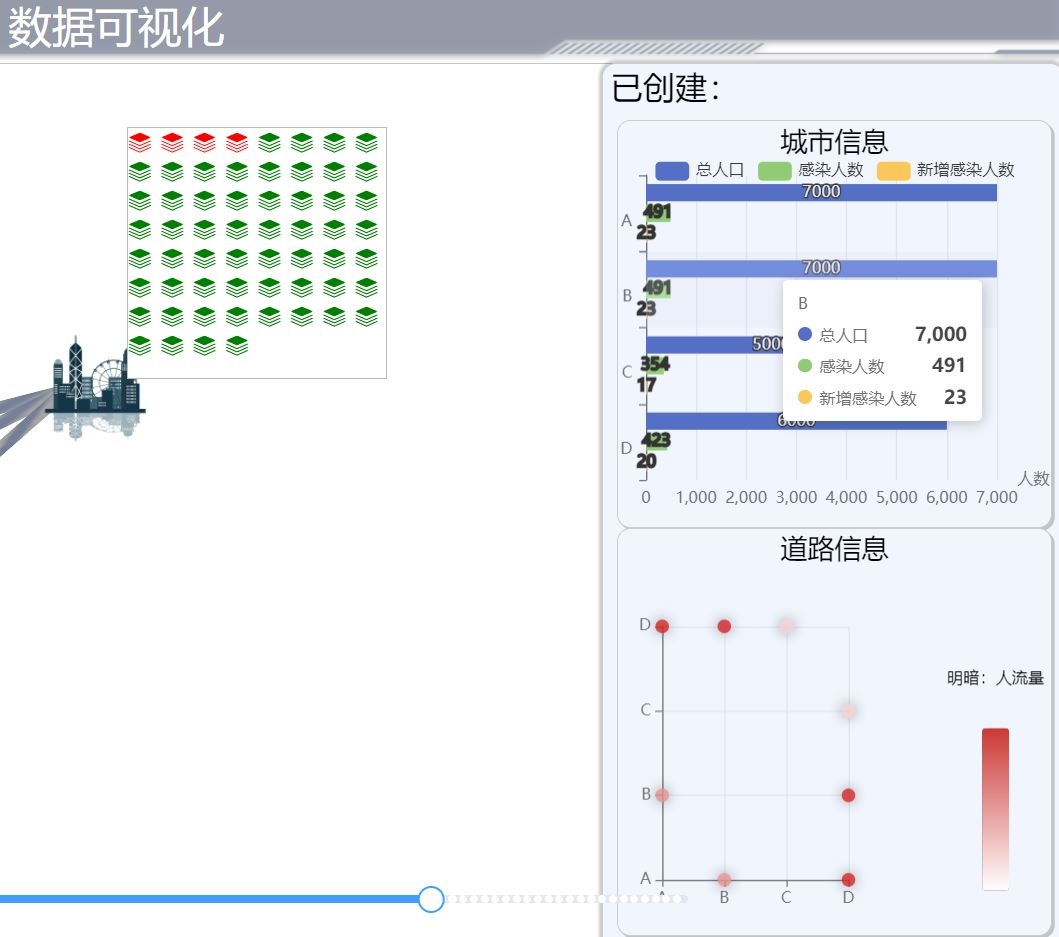 数据可视化
已创建：
城市信息
总人口 感染人数 新增感染人数
7000
A 491
23
7000
B 491
23
B
总人口 7,000
感染人数 491
新增感染人数 23
C 354
17
D 423
20
人数
0 1,000 2,000 3,000 4,000 5,000 6,000 7,000
道路信息
D
明暗：人流量
C
B
A
B C D